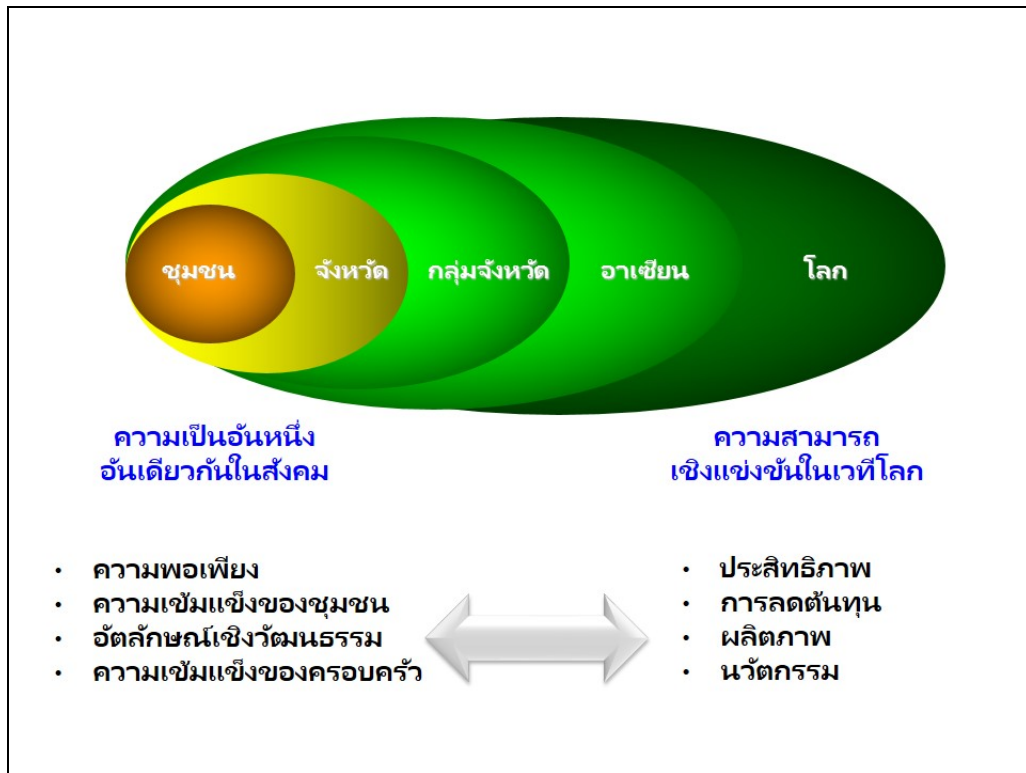 ชุมชน จังหวัด กลุ่มจังหวัด อาเซียน โลก
ความเป็นอันหนึ่ง
อันเดียวกันในสังคม
ความสามารถ
เชิงแข่งขันในเวทีโลก
• ความพอเพียง
• ความเข้มแข็งของชุมชน
• อัตลักษณ์เชิงวัฒนธรรม
• ความเข้มแข็งของครอบครัว
• ประสิทธิภาพ
• การลดต้นทุน
• ผลิตภาพ
• นวัตกรรม